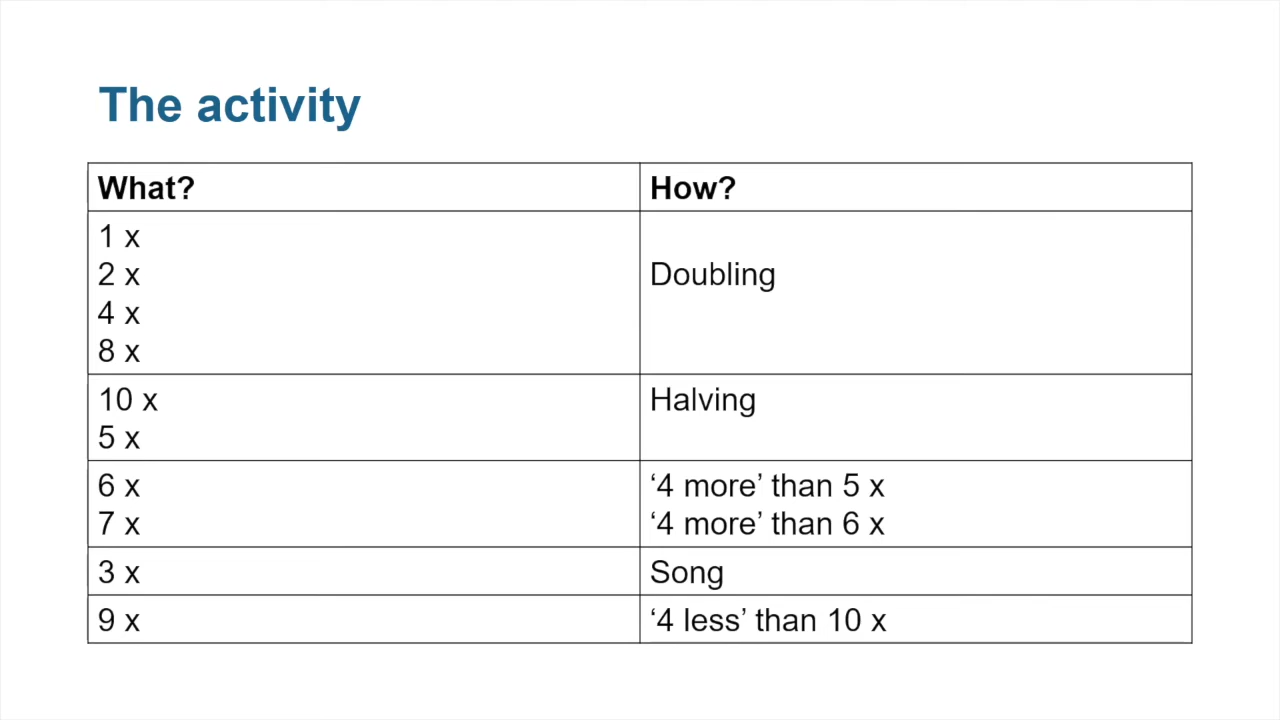 The activity
What? How?
1 x
2 x Doubling
4 x
8 x
10 x Halving
5 x
6 x ‘4 more’ than 5 x
7 x ‘4 more’ than 6 x
3 x Song
9 x ‘4 less’ than 10 x